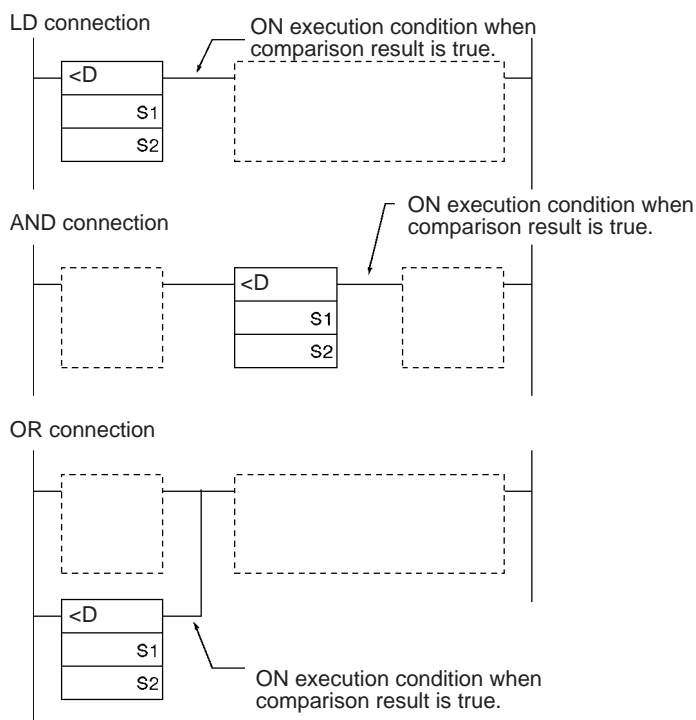 LD connection
ON execution condition when
comparison result is true.
<D
S1
S2
AND connection
ON execution condition when
comparison result is true.
<D
S1
S2
OR connection
<D
S1
S2
ON execution condition when
comparison result is true.